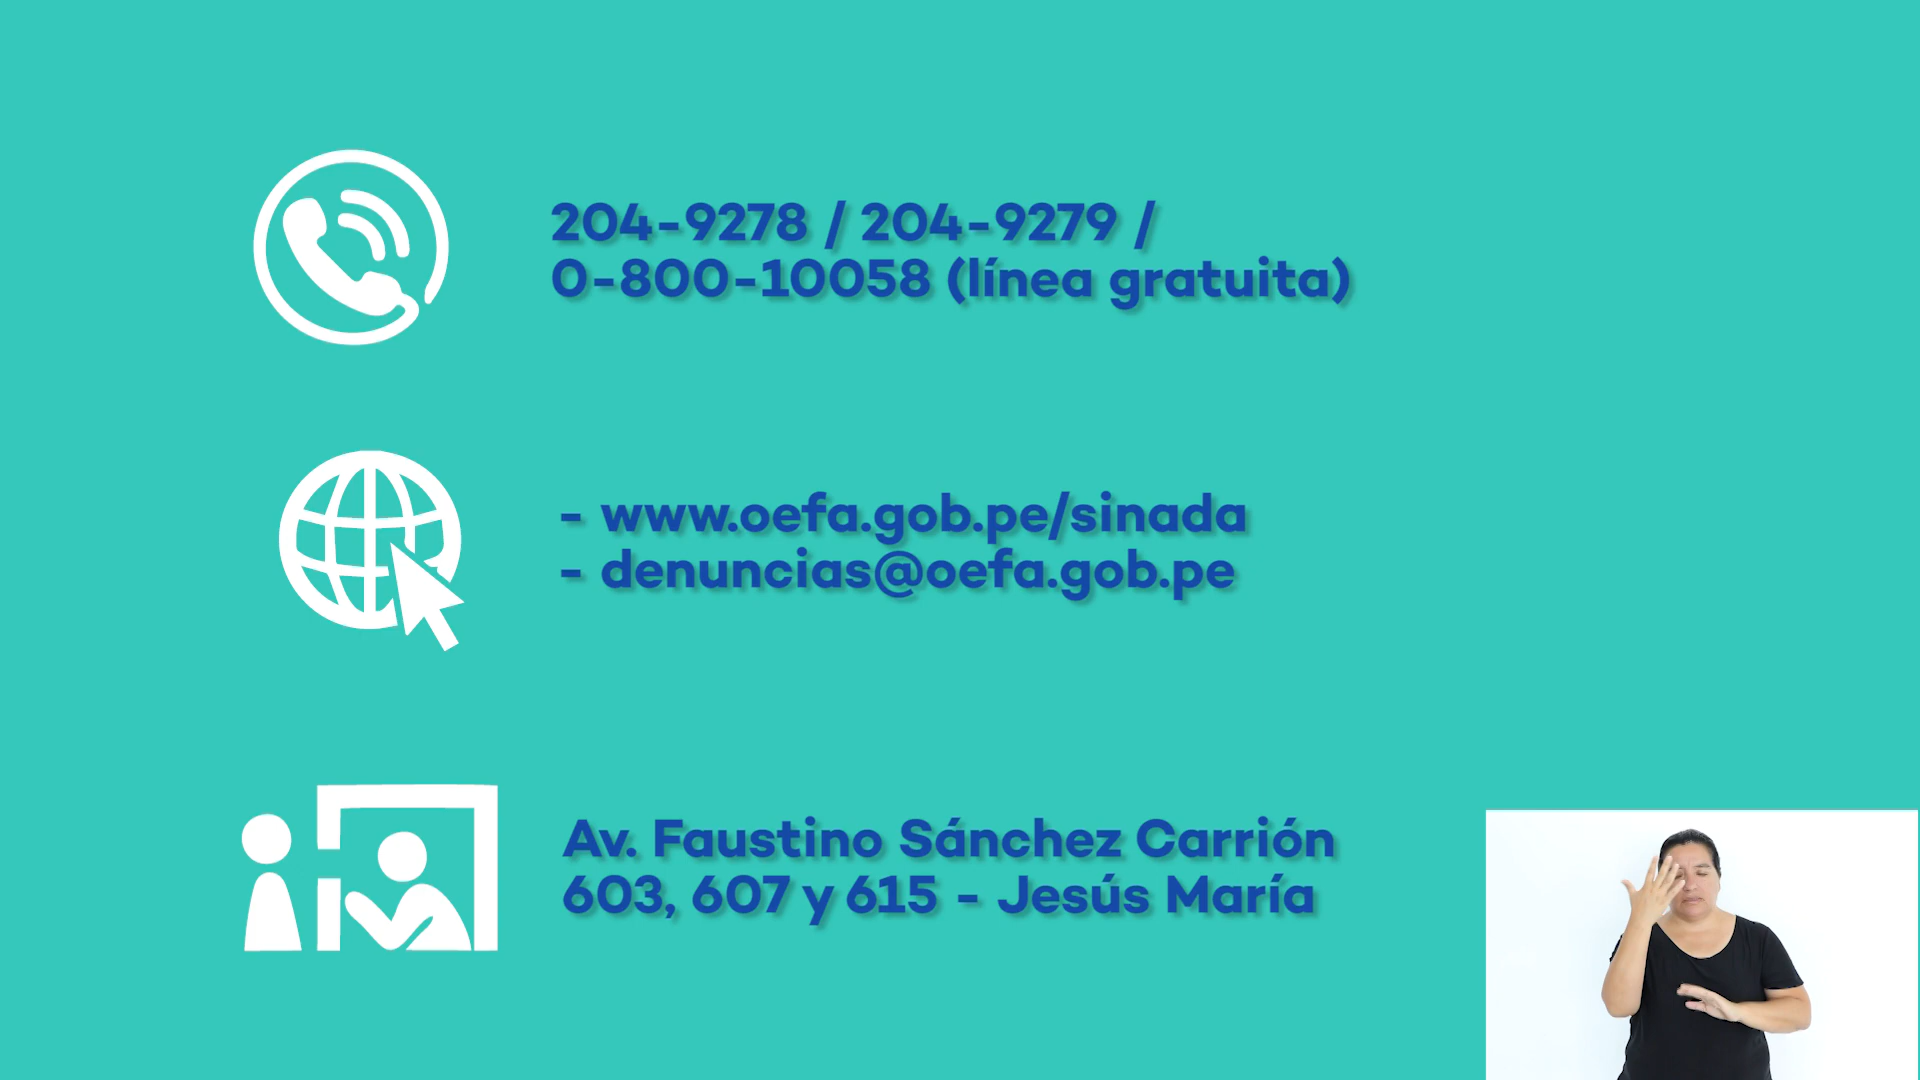 204-9278 / 204-9279 /
0-800-10058 (línea gratuita)
- www.oefa.gob.pe/sinada
- denuncias@oefa.gob.pe
Av. Faustino Sánchez Carrión
603, 607 y 615 - Jesús María